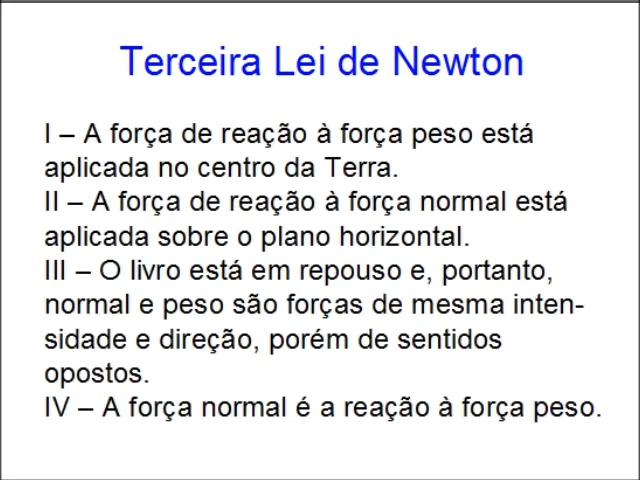 Terceira Lei de Newton
I – A força de reação à força peso está
aplicada no centro da Terra.
II – A força de reação à força normal está
aplicada sobre o plano horizontal.
III – O livro está em repouso e, portanto,
normal e peso são forças de mesma inten-
sidade e direção, porém de sentidos
opostos.
IV – A força normal é a reação à força peso.